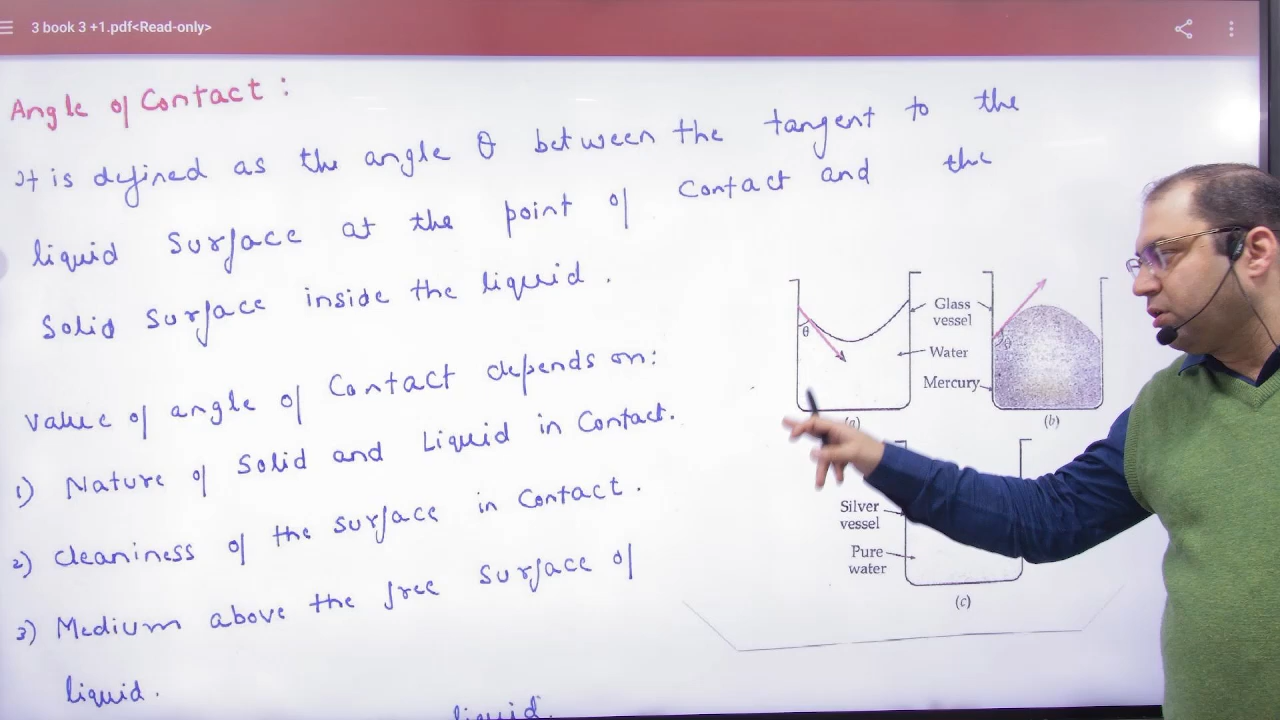 3 book 3 +1.pdf<Read-only>
Angle of Contact :
It is defined as the angle θ between the tangent to the
liquid surface at the point of Contact and the
Solid surface inside the liquid .
Value of angle of Contact depends on:
1) Nature of Solid and Liquid in Contact.
2) Cleaniness of the surface in Contact .
3) Medium above the free surface of
liquid .
liquid.
θ
Glass
vessel
Water
Mercury
θ
(a)
(b)
Silver
vessel
Pure
water
(c)